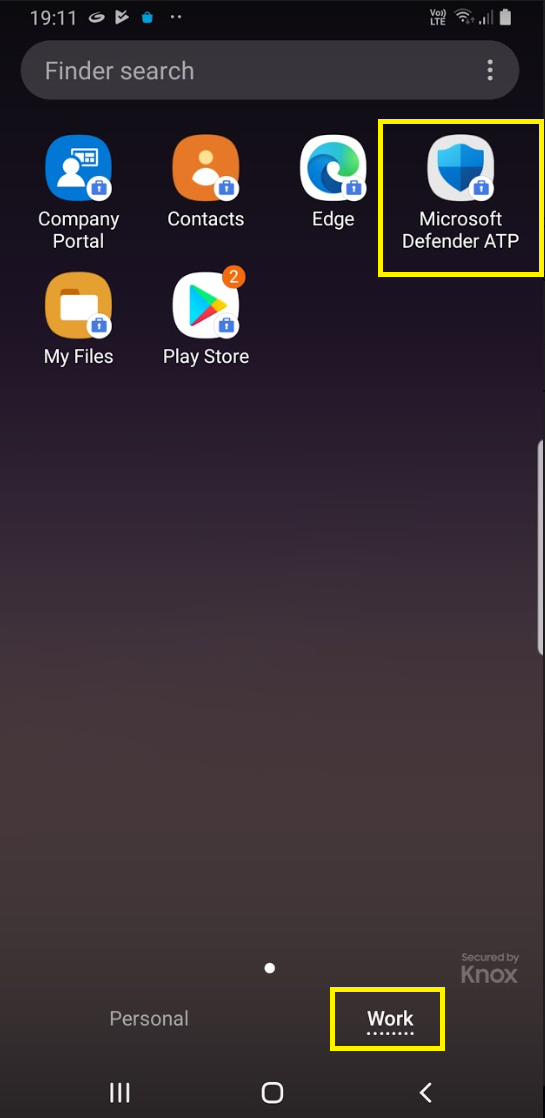 19:11
Vo))
LTE
Finder search
Company
Portal
Contacts
Edge
Microsoft
Defender ATP
2
My Files
Play Store
Secured by
Knox
Personal
Work